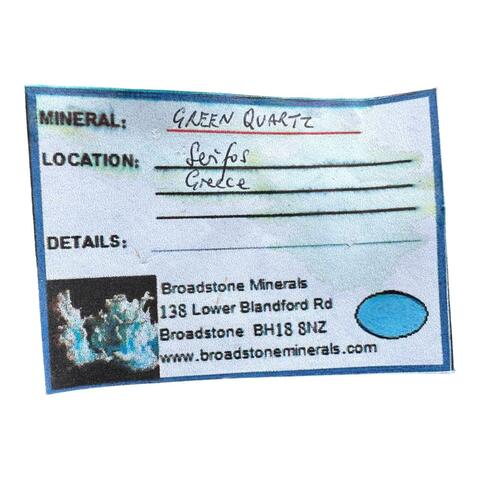 MINERAL: GREEN QUARTZ
LOCATION: Serifos
Greece
DETAILS:
Broadstone Minerals
138 Lower Blandford Rd
Broadstone BH18 8NZ
www.broadstoneminerals.com